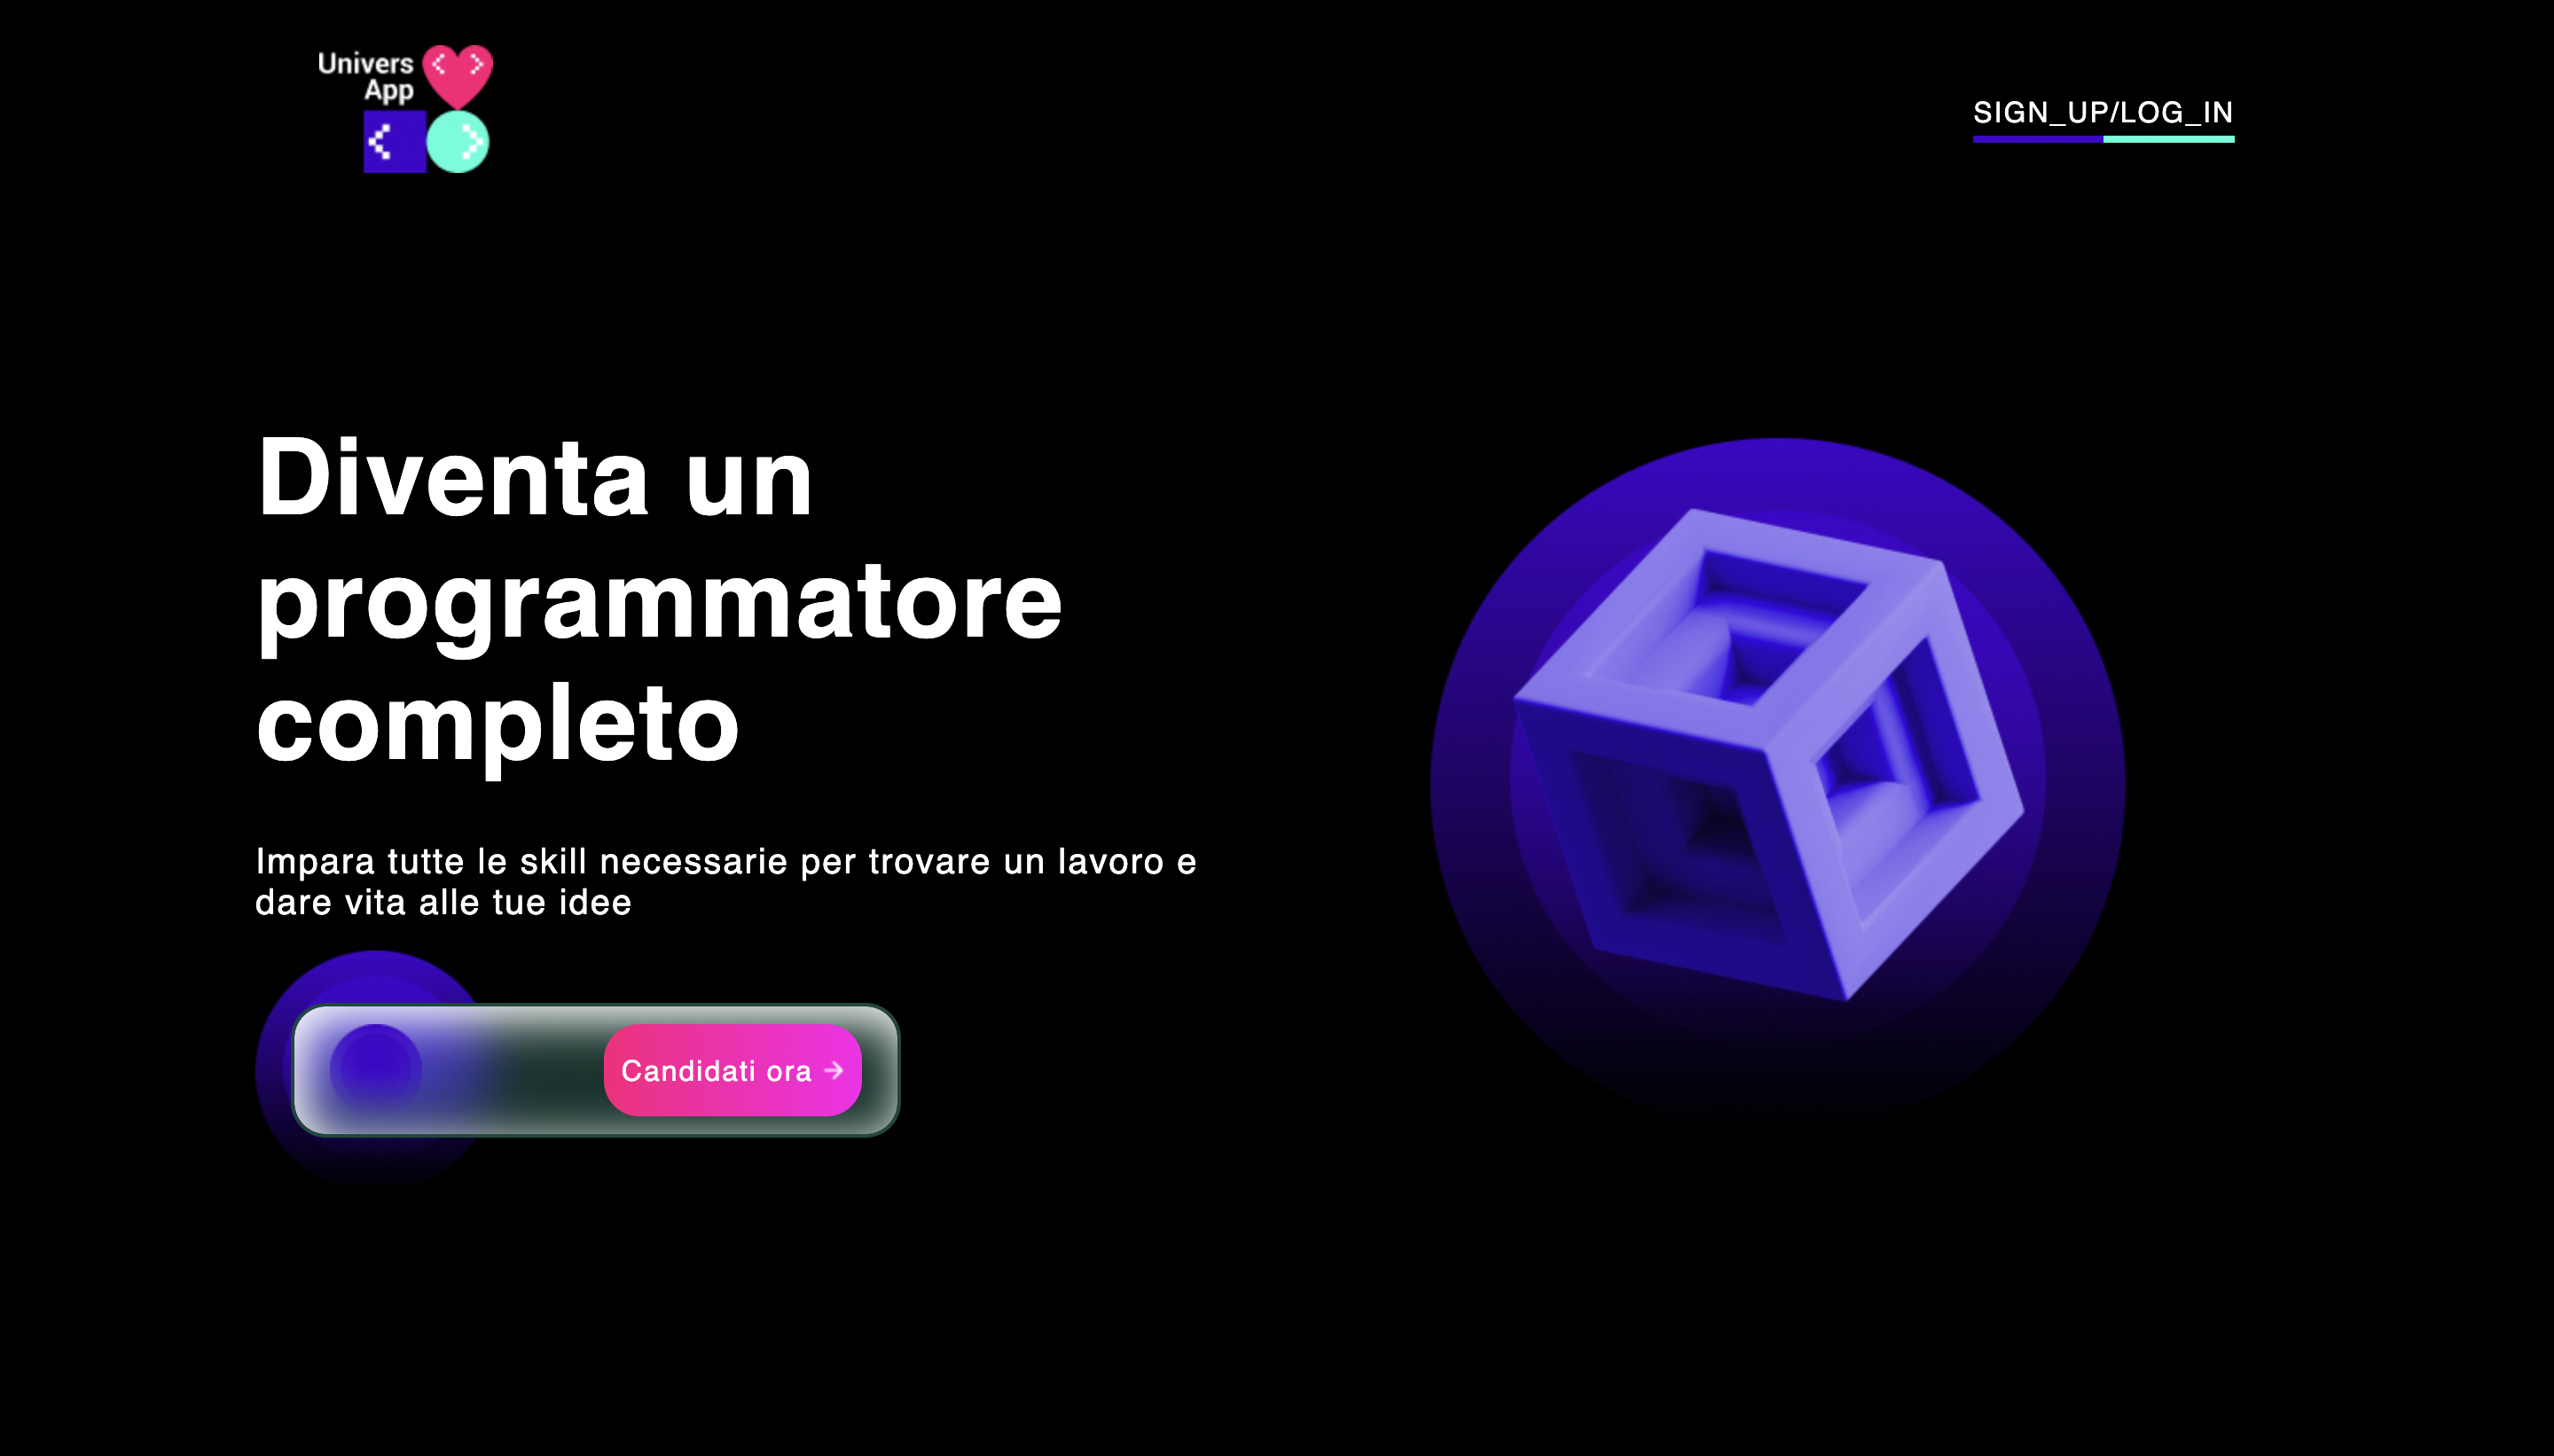 Univers
App
SIGN_UP/LOG_IN
Diventa un
programmatore
completo
Impara tutte le skill necessarie per trovare un lavoro e
dare vita alle tue idee
Candidati ora →